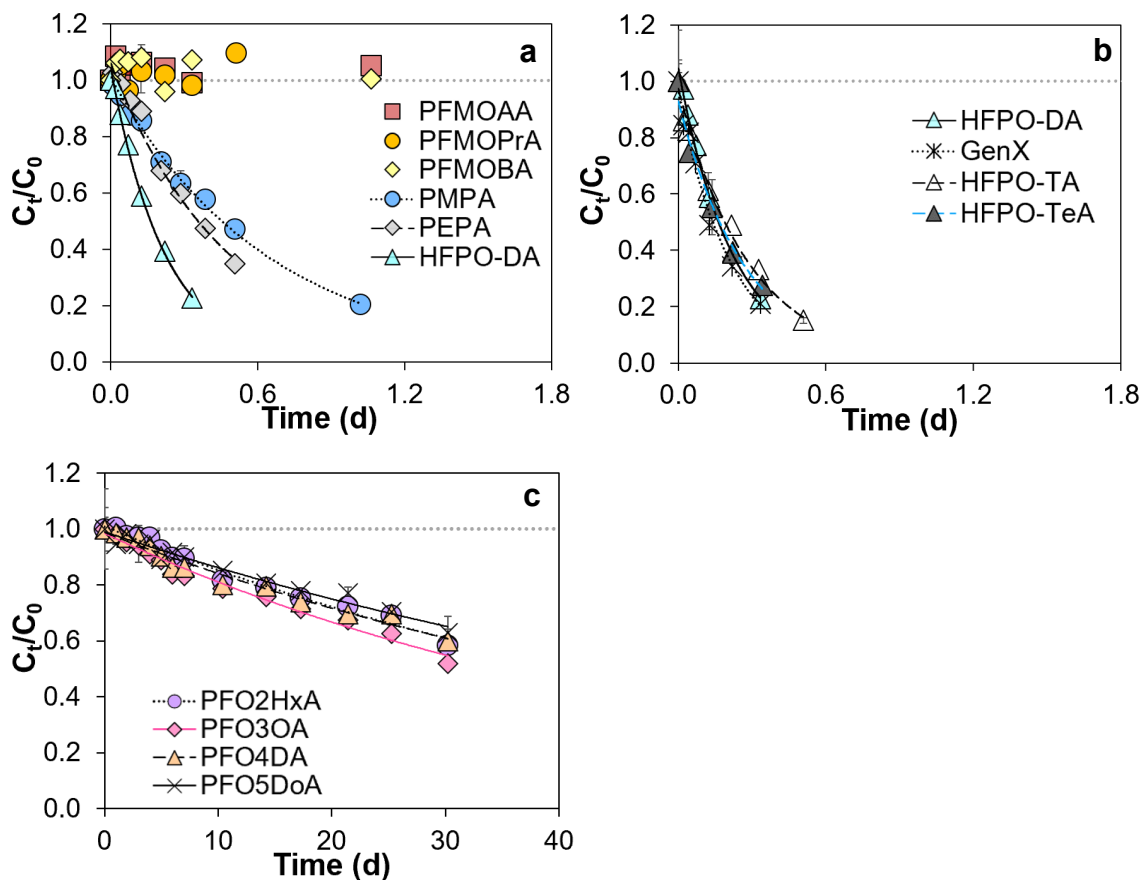 a
1.2
1.0
0.8
0.6
0.4
0.2
0.0
Ct/C0
PFMOAA
PFMOPrA
PFMOBA
PMPA
PEPA
HFPO-DA
0.0 0.6 1.2 1.8
Time (d)
b
1.2
1.0
0.8
0.6
0.4
0.2
0.0
Ct/C0
HFPO-DA
GenX
HFPO-TA
HFPO-TeA
0.0 0.6 1.2 1.8
Time (d)
c
1.2
1.0
0.8
0.6
0.4
0.2
0.0
Ct/C0
PFO2HxA
PFO3OA
PFO4DA
PFO5DoA
0 10 20 30 40
Time (d)